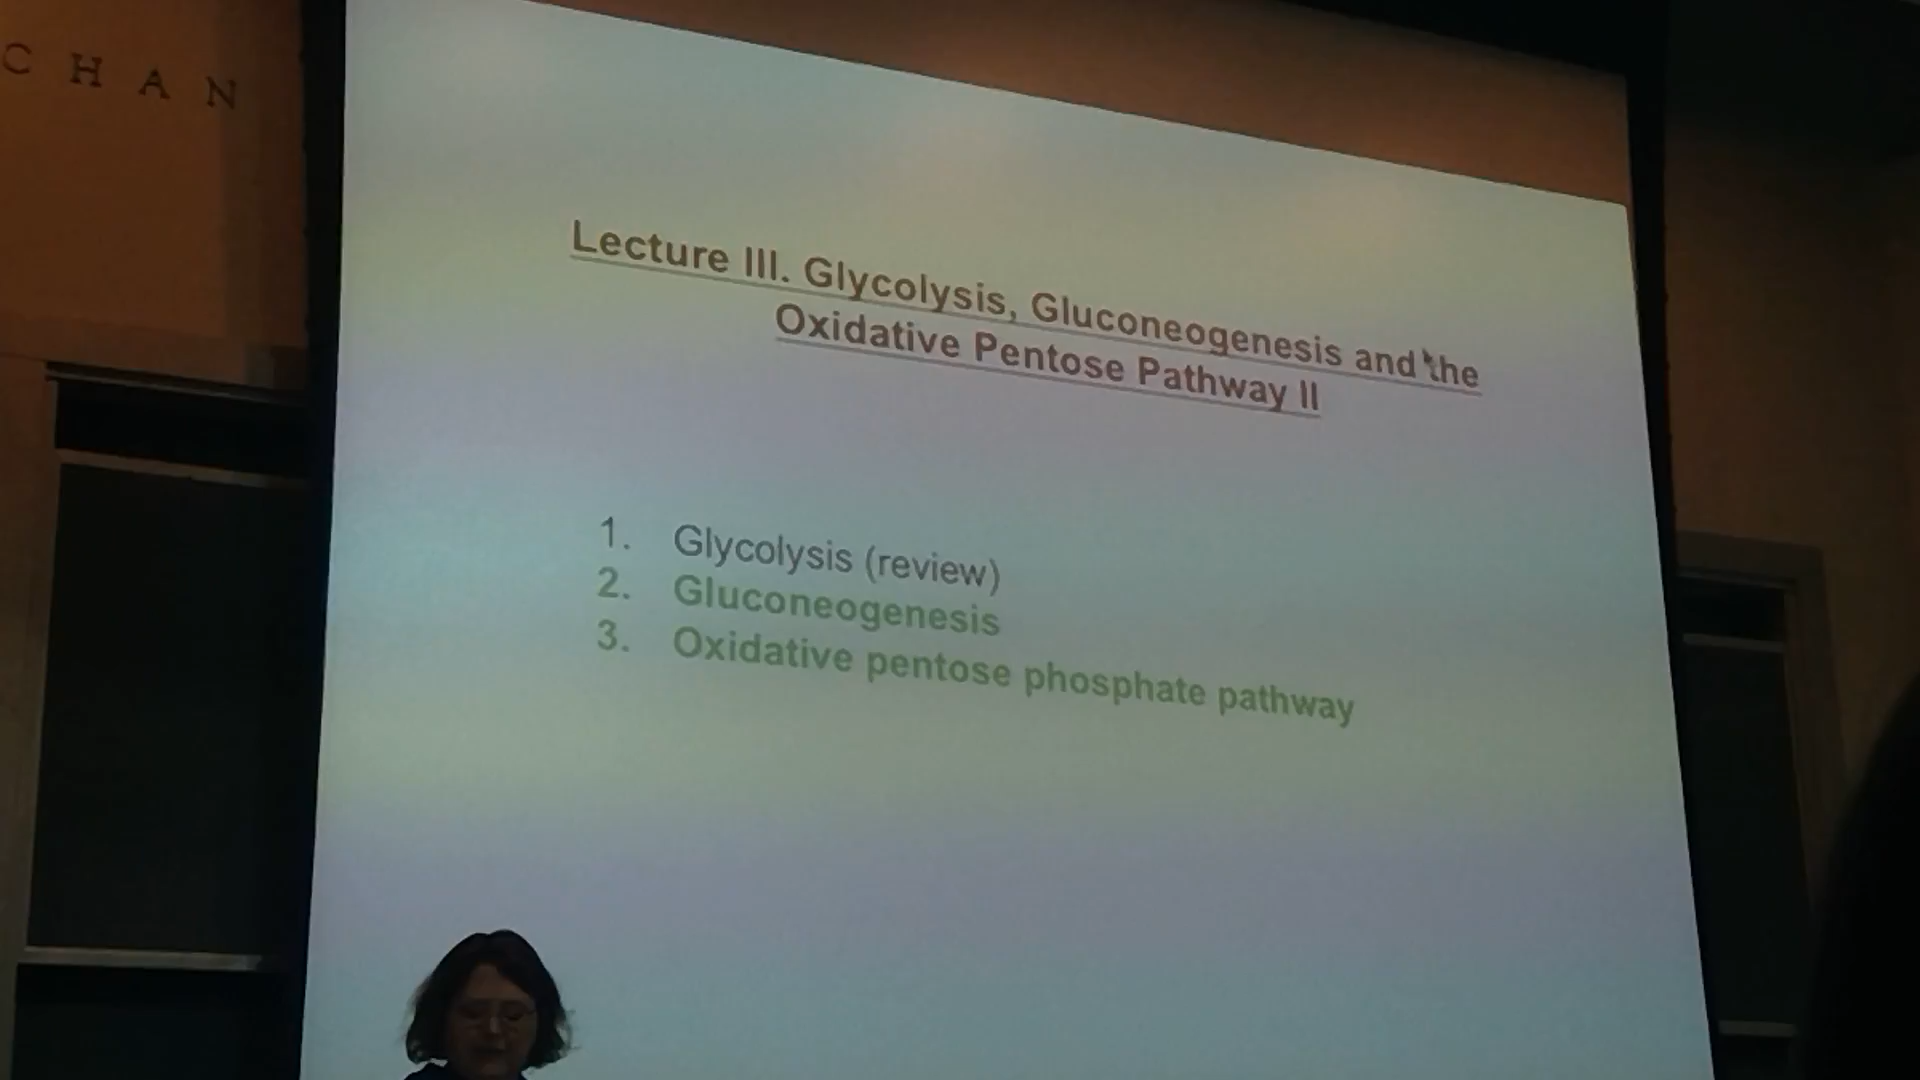 CHAN
Lecture III. Glycolysis, Gluconeogenesis and the
Oxidative Pentose Pathway II
1. Glycolysis (review)
2. Gluconeogenesis
3. Oxidative pentose phosphate pathway